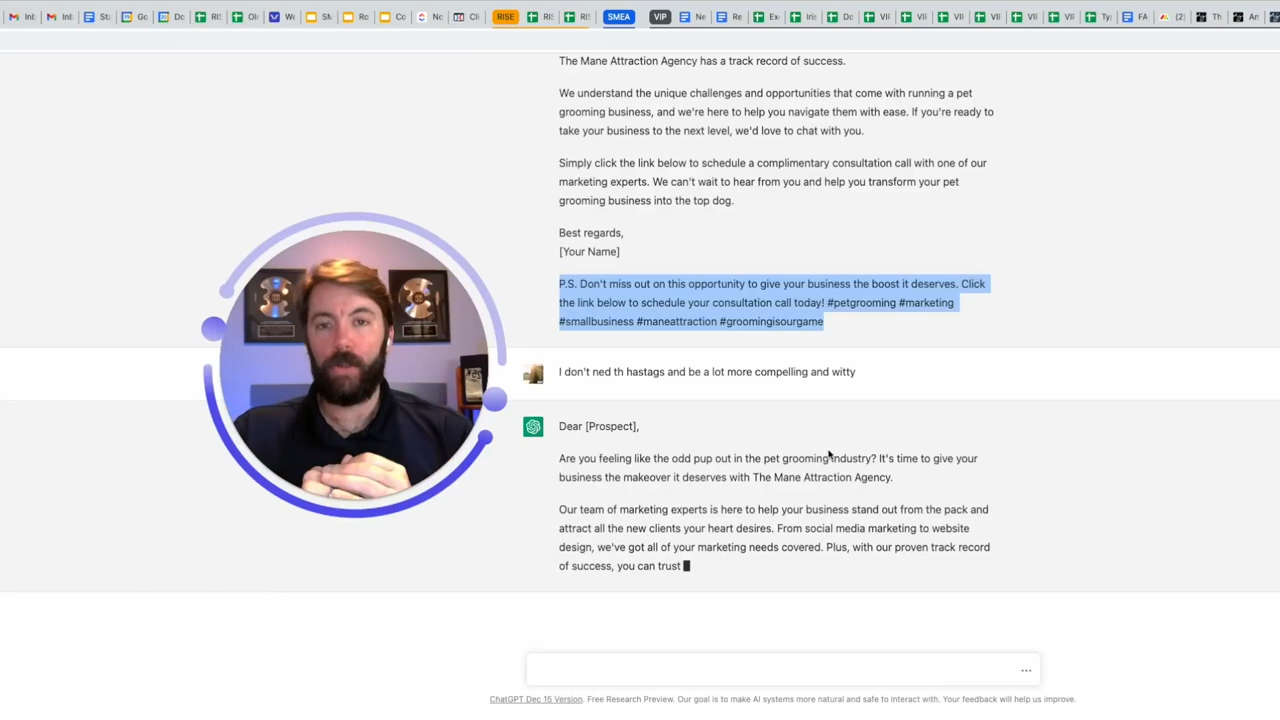 RISE
SMEA
VIP
The Mane Attraction Agency has a track record of success.
We understand the unique challenges and opportunities that come with running a pet
grooming business, and we're here to help you navigate them with ease. If you're ready to
take your business to the next level, we'd love to chat with you.
Simply click the link below to schedule a complimentary consultation call with one of our
marketing experts. We can't wait to hear from you and help you transform your pet
grooming business into the top dog.
Best regards,
[Your Name]
P.S. Don't miss out on this opportunity to give your business the boost it deserves. Click
the link below to schedule your consultation call today! #petgrooming #marketing
#smallbusiness #maneattraction #groomingisourgame
I don't ned th hastags and be a lot more compelling and witty
Dear [Prospect],
Are you feeling like the odd pup out in the pet grooming industry? It's time to give your
business the makeover it deserves with The Mane Attraction Agency.
Our team of marketing experts is here to help your business stand out from the pack and
attract all the new clients your heart desires. From social media marketing to website
design, we've got all of your marketing needs covered. Plus, with our proven track record
of success, you can trust
ChatGPT Dec 15 Version. Free Research Preview. Our goal is to make AI systems more natural and safe to interact with. Your feedback will help us improve.